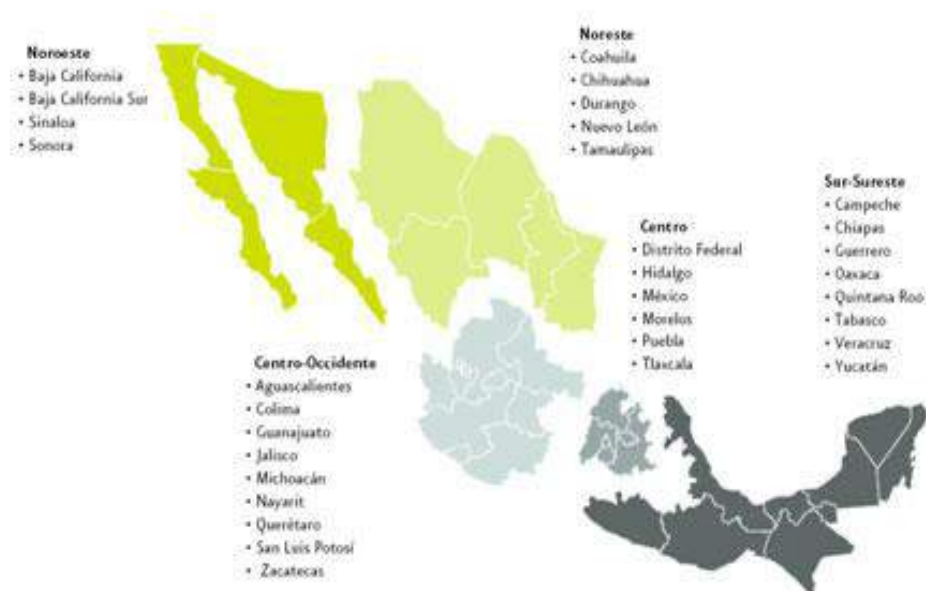 Noroeste
• Baja California
• Baja California Sur
• Sinaloa
• Sonora
Noreste
• Coahuila
• Chihuahua
• Durango
• Nuevo León
• Tamaulipas
Centro
• Distrito Federal
• Hidalgo
• México
• Morelos
• Puebla
• Tlaxcala
Sur-Sureste
• Campeche
• Chiapas
• Guerrero
• Oaxaca
• Quintana Roo
• Tabasco
• Veracruz
• Yucatán
Centro-Occidente
• Aguascalientes
• Colima
• Guanajuato
• Jalisco
• Michoacán
• Nayarit
• Querétaro
• San Luis Potosí
• Zacatecas